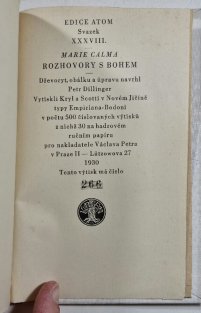 EDICE ATOM
Svazek
XXXVIII.
MARIE CALMA
ROZHOVORY S BOHEM
Dřevoryt, obálku a úpravu navrhl
Petr Dillinger
Vytiskli Kryl a Scotti v Novém Jičíně
typy Empiriana-Bodoni
v počtu 500 číslovaných výtisků
z nichž 30 na hadrovém
ručním papíru
pro nakladatele Václava Petra
v Praze II — Lützowova 27
1930
Tento výtisk má číslo
266